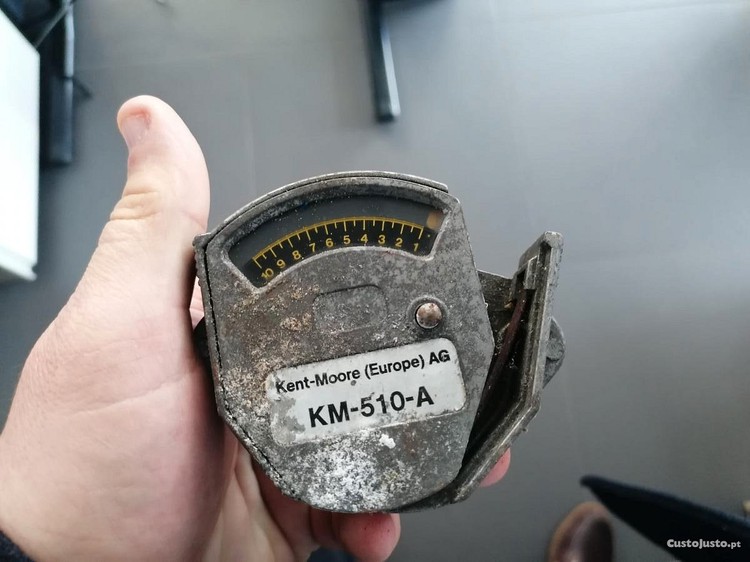 10 9 8 7 6 5 4 3 2 1
Kent-Moore (Europe) AG
KM-510-A
CustoJusto.pt